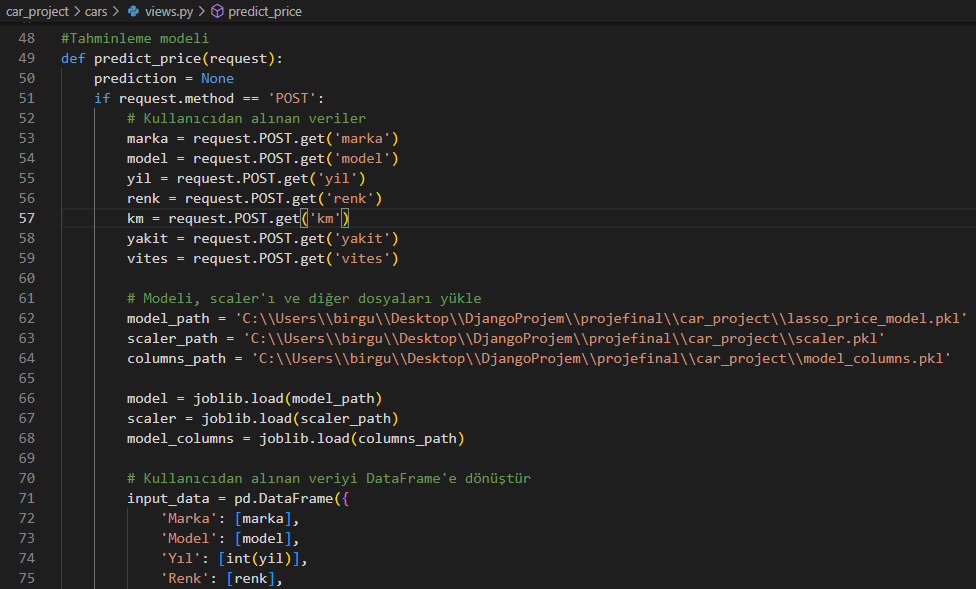 car_project > cars > views.py > predict_price
48 #Tahminleme modeli
49 def predict_price(request):
50     prediction = None
51     if request.method == 'POST':
52         # Kullanıcıdan alınan veriler
53         marka = request.POST.get('marka')
54         model = request.POST.get('model')
55         yil = request.POST.get('yil')
56         renk = request.POST.get('renk')
57         km = request.POST.get('km')
58         yakit = request.POST.get('yakit')
59         vites = request.POST.get('vites')
60
61         # Modeli, scaler'ı ve diğer dosyaları yükle
62         model_path = 'C:\\Users\\birgu\\Desktop\\DjangoProjem\\projefinal\\car_project\\lasso_price_model.pkl'
63         scaler_path = 'C:\\Users\\birgu\\Desktop\\DjangoProjem\\projefinal\\car_project\\scaler.pkl'
64         columns_path = 'C:\\Users\\birgu\\Desktop\\DjangoProjem\\projefinal\\car_project\\model_columns.pkl'
65
66         model = joblib.load(model_path)
67         scaler = joblib.load(scaler_path)
68         model_columns = joblib.load(columns_path)
69
70         # Kullanıcıdan alınan veriyi DataFrame'e dönüştür
71         input_data = pd.DataFrame({
72             'Marka': [marka],
73             'Model': [model],
74             'Yıl': [int(yil)],
75             'Renk': [renk],